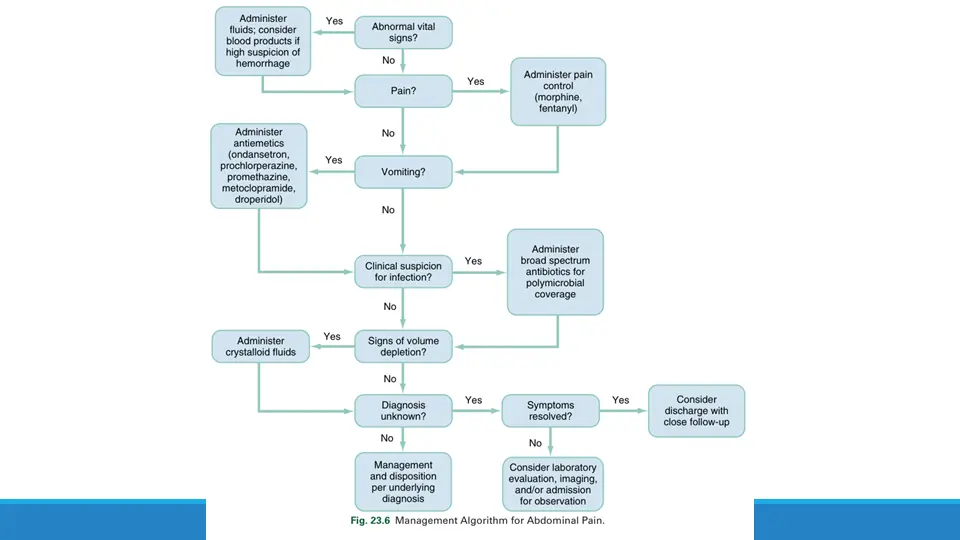 Administer
fluids; consider
blood products if
high suspicion of
hemorrhage
Yes
Abnormal vital
signs?
No
Pain?
Yes
Administer pain
control
(morphine,
fentanyl)
No
Administer
antiemetics
(ondansetron,
prochlorperazine,
promethazine,
metoclopramide,
droperidol)
Yes
Vomiting?
No
Clinical suspicion
for infection?
Yes
Administer
broad spectrum
antibiotics for
polymicrobial
coverage
No
Administer
crystalloid fluids
Yes
Signs of volume
depletion?
No
Diagnosis
unknown?
Yes
Symptoms
resolved?
Yes
Consider
discharge with
close follow-up
No
No
Management
and disposition
per underlying
diagnosis
Consider laboratory
evaluation, imaging,
and/or admission
for observation
Fig. 23.6 Management Algorithm for Abdominal Pain.